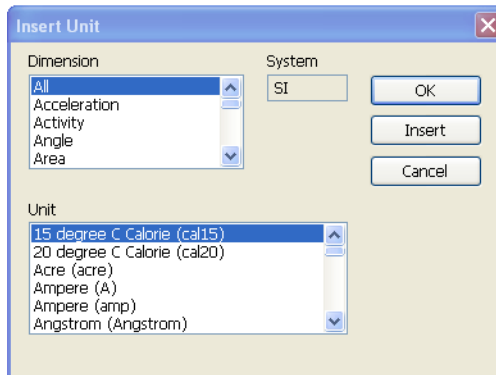 Insert Unit
Dimension
All
Acceleration
Activity
Angle
Area
System
SI
OK
Insert
Cancel
Unit
15 degree C Calorie (cal15)
20 degree C Calorie (cal20)
Acre (acre)
Ampere (A)
Ampere (amp)
Angstrom (Angstrom)